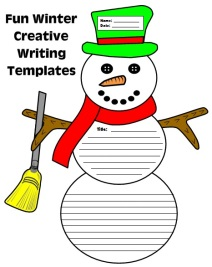 Fun Winter
Creative
Writing
Templates
Name:
Date:
Title: